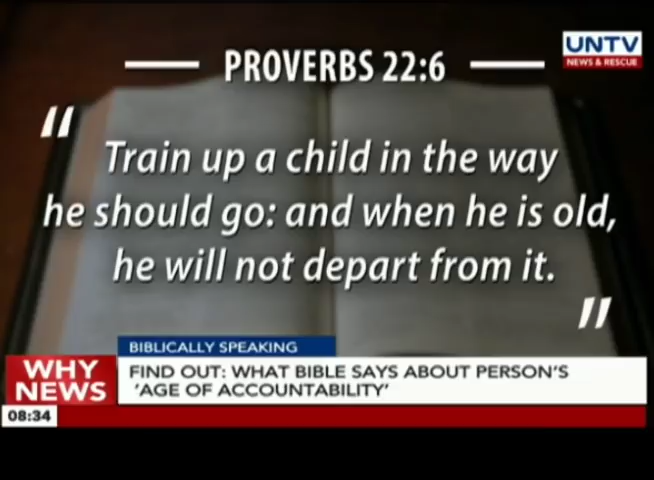 PROVERBS 22:6
UNTV
NEWS & RESCUE
“
Train up a child in the way
he should go: and when he is old,
he will not depart from it.
”
BIBLICALLY SPEAKING
WHY
NEWS
FIND OUT: WHAT BIBLE SAYS ABOUT PERSON'S
'AGE OF ACCOUNTABILITY'
08:34